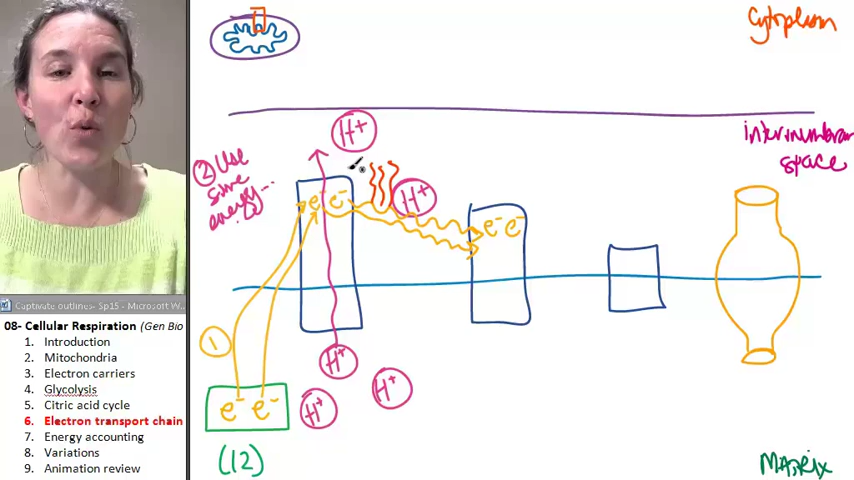 Cytoplasm
intermembrane
space
H+
② Use
some
energy...
H+
e- e-
e- e-
①
H+
H+
H+
e- e-
(12)
MAtRix
Captivate outlines- Sp15 - Microsoft W...
08- Cellular Respiration (Gen Bio
1. Introduction
2. Mitochondria
3. Electron carriers
4. Glycolysis
5. Citric acid cycle
6. Electron transport chain
7. Energy accounting
8. Variations
9. Animation review